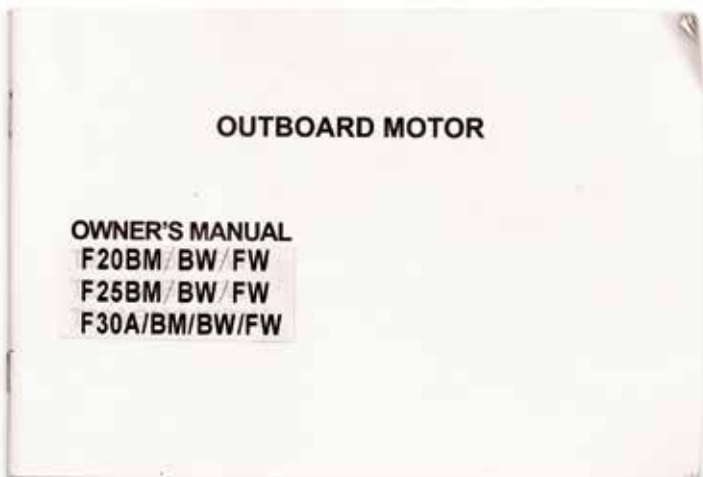 OUTBOARD MOTOR
OWNER'S MANUAL
F20BM/BW/FW
F25BM/BW/FW
F30A/BM/BW/FW